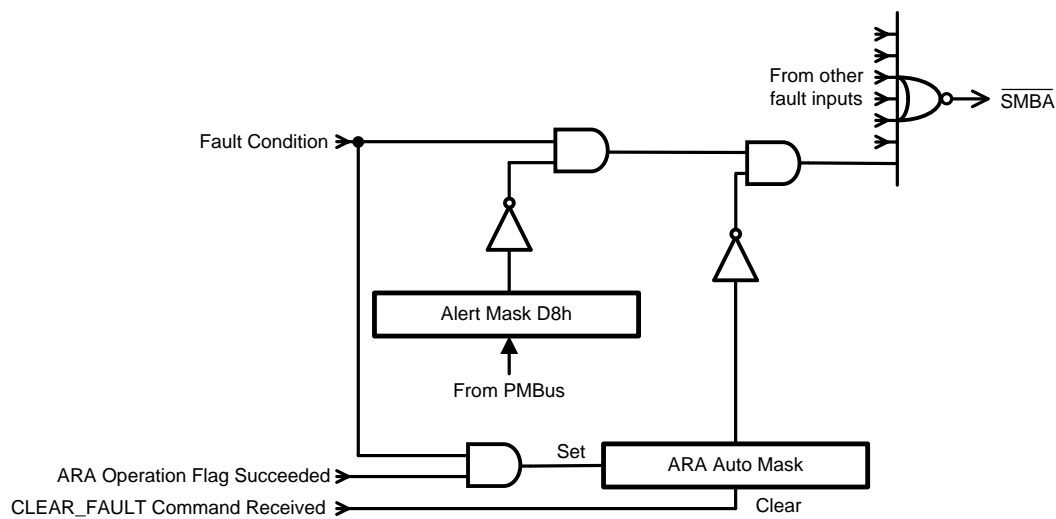 From other
fault inputs
SMBA
Fault Condition
Alert Mask D8h
From PMBus
Set
ARA Auto Mask
ARA Operation Flag Succeeded
CLEAR_FAULT Command Received
Clear